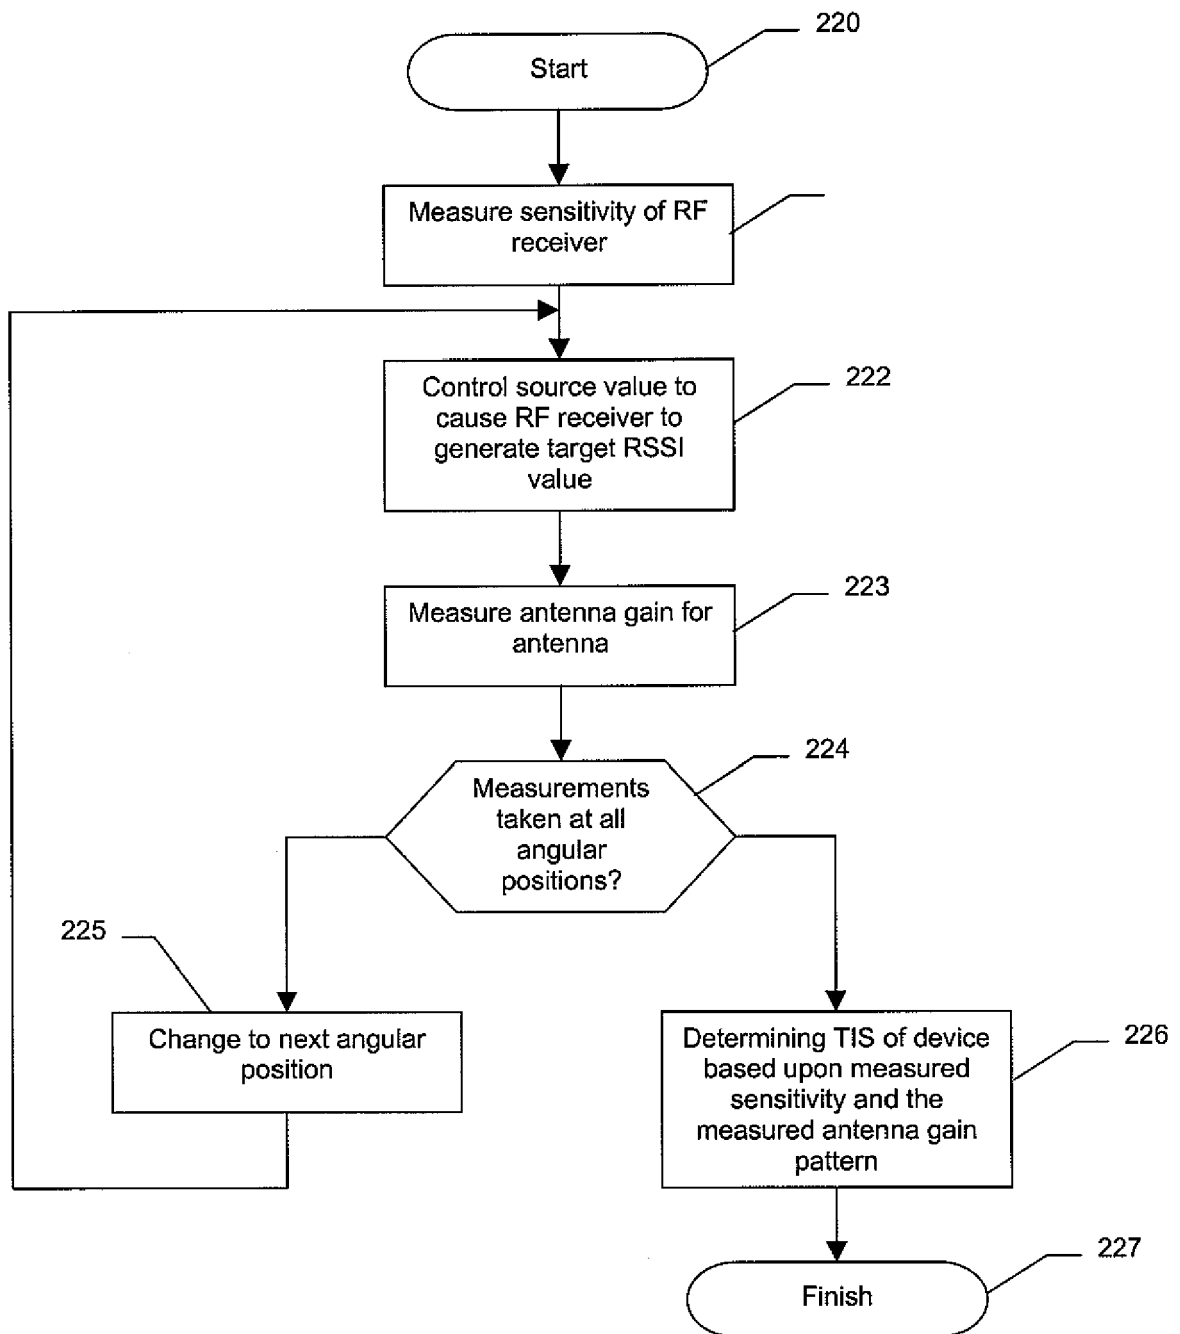 220
Start
Measure sensitivity of RF
receiver
Control source value to
cause RF receiver to
generate target RSSI
value
222
Measure antenna gain for
antenna
223
Measurements
taken at all
angular
positions?
224
225
Change to next angular
position
Determining TIS of device
based upon measured
sensitivity and the
measured antenna gain
pattern
226
Finish
227